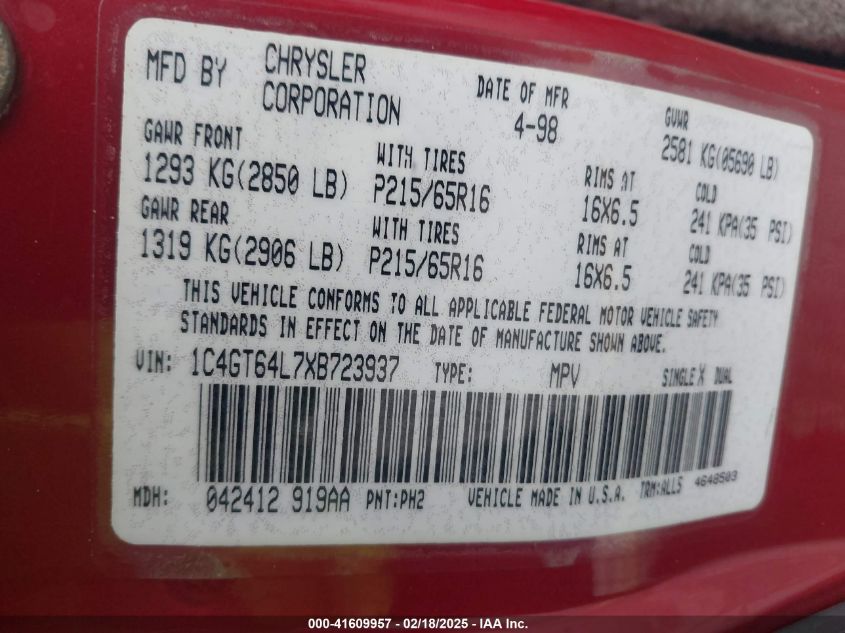 MFD BY CHRYSLER CORPORATION DATE OF MFR 4-98 GVWR 2581 KG(05690 LB)
GAWR FRONT WITH TIRES RIMS AT COLD
1293 KG(2850 LB) P215/65R16 16X6.5 241 KPA(35 PSI)
GAWR REAR WITH TIRES RIMS AT COLD
1319 KG(2906 LB) P215/65R16 16X6.5 241 KPA(35 PSI)
THIS VEHICLE CONFORMS TO ALL APPLICABLE FEDERAL MOTOR VEHICLE SAFETY
STANDARDS IN EFFECT ON THE DATE OF MANUFACTURE SHOWN ABOVE.
VIN: 1C4GT64L7XB723937 TYPE: MPV SINGLE X DUAL
MDH: 042412 919AA PNT:PH2 VEHICLE MADE IN U.S.A. TRM:ALLS 4648503
000-41609957 - 02/18/2025 - IAA Inc.